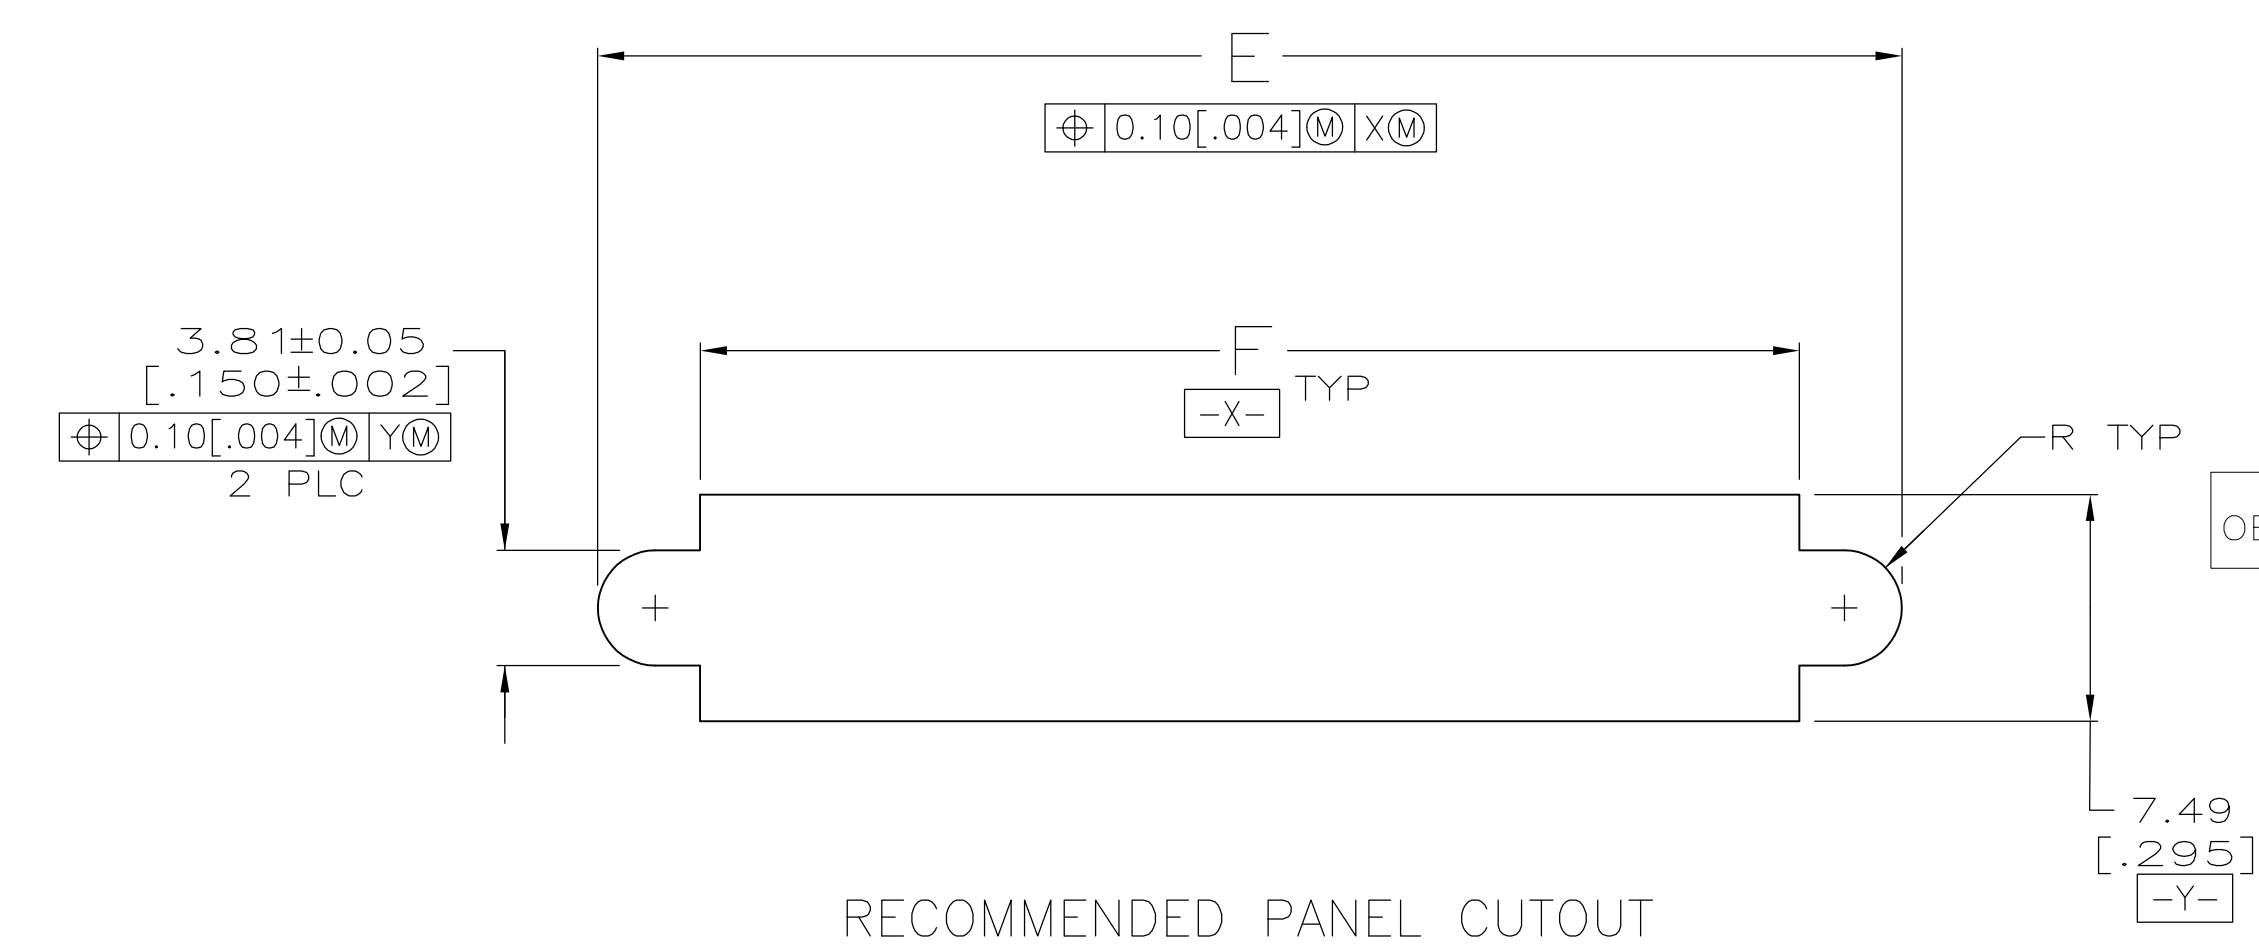 E
⌖ 0.10[.004]Ⓜ XⓂ
3.81±0.05
[.150±.002]
⌖ 0.10[.004]Ⓜ YⓂ
2 PLC
F
TYP
-X-
R TYP
7.49
[.295]
-Y-
RECOMMENDED PANEL CUTOUT